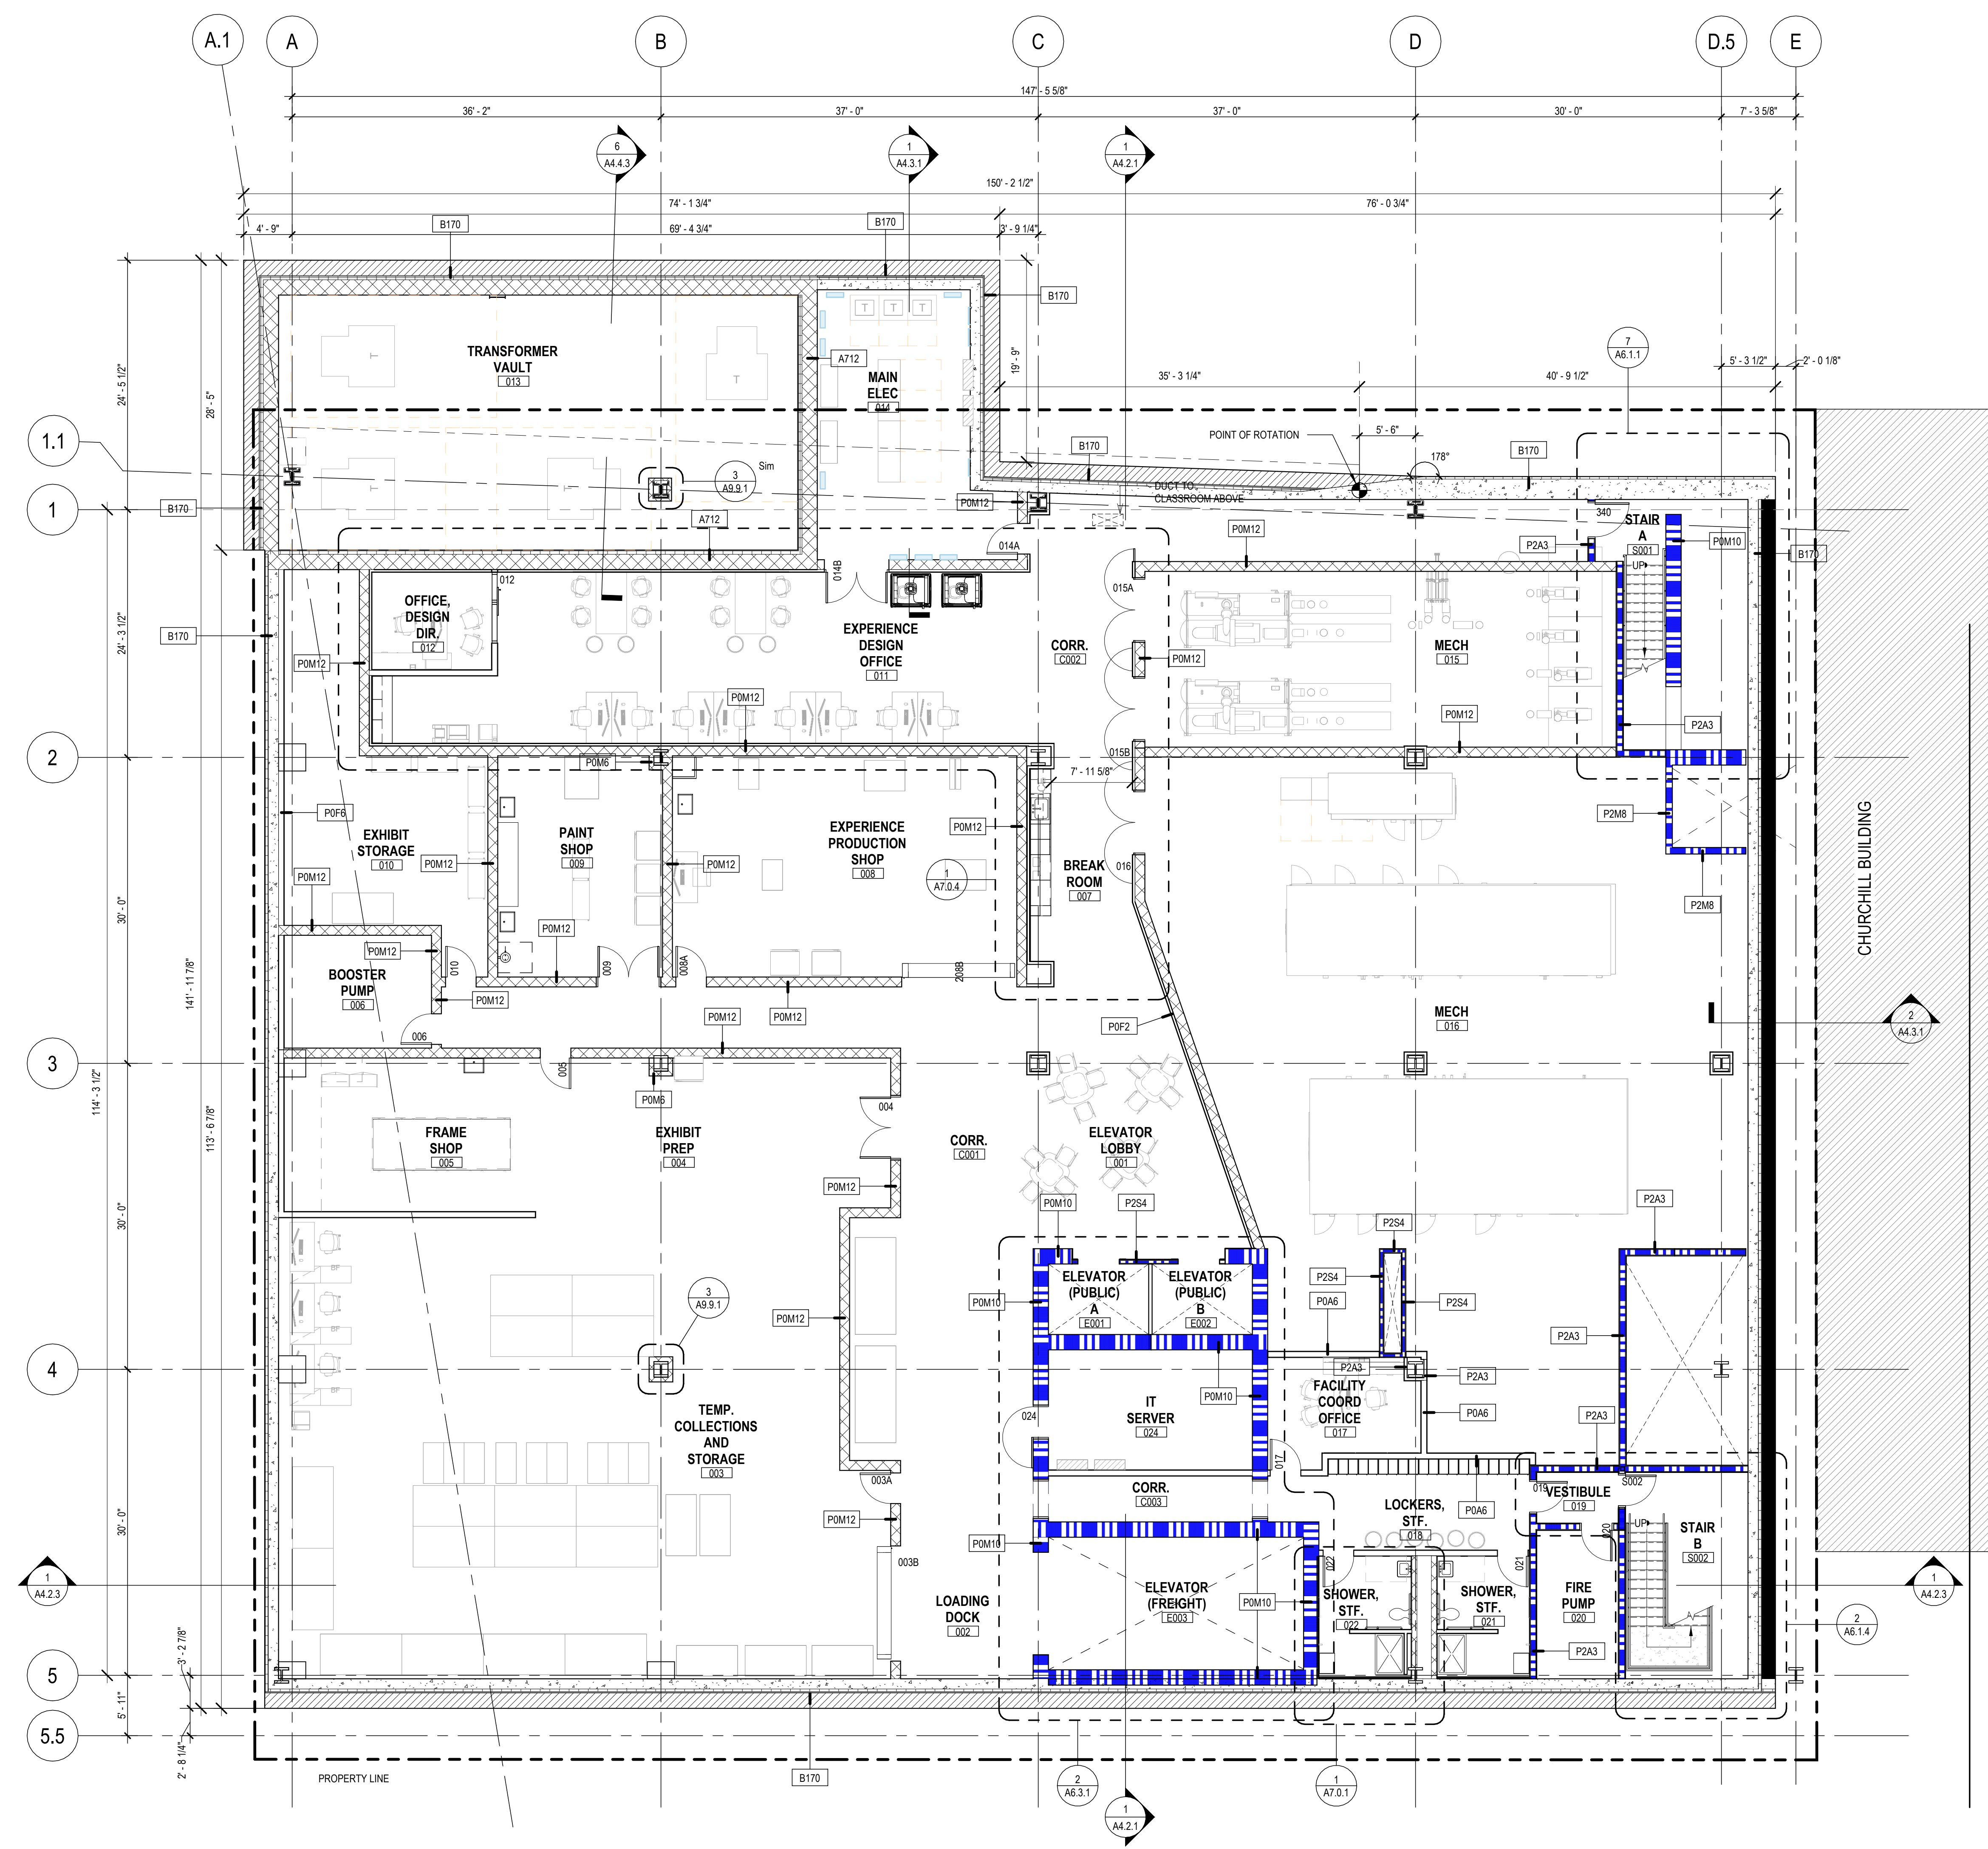 A.1
A
B
C
D
D.5
E
147' - 5 5/8"
36' - 2"
37' - 0"
37' - 0"
30' - 0"
7' - 3 5/8"
6
A4.4.3
1
A4.3.1
1
A4.2.1
150' - 2 1/2"
74' - 1 3/4"
76' - 0 3/4"
4' - 9"
69' - 4 3/4"
3' - 9 1/4"
B170
B170
B170
TRANSFORMER
VAULT
013
A712
MAIN
ELEC
014
T
T
T
T
T
T
T
19' - 9"
7
A6.1.1
35' - 3 1/4"
40' - 9 1/2"
5' - 3 1/2"
2' - 0 1/8"
24' - 5 1/2"
28' - 5"
1.1
POINT OF ROTATION
5' - 6"
178°
B170
B170
3
A9.9.1
Sim
DUCT TO
CLASSROOM ABOVE
1
B170
A712
P0M12
014A
P0M12
340
STAIR
A
S001
P0M10
P2A3
B170
UP
012
014B
015A
OFFICE,
DESIGN
DIR.
012
EXPERIENCE
DESIGN
OFFICE
011
CORR.
C002
MECH
015
P0M12
24' - 3 1/2"
B170
P0M12
P0M12
P0M12
P2A3
2
P0M6
015B
7' - 11 5/8"
P0F6
EXHIBIT
STORAGE
010
P0M12
PAINT
SHOP
009
P0M12
EXPERIENCE
PRODUCTION
SHOP
008
P0M12
1
A7.0.4
BREAK
ROOM
007
016
P2M8
P2M8
CHURCHILL BUILDING
30' - 0"
P0M12
P0M12
P0M12
BOOSTER
PUMP
006
010
009
008A
208B
P0M12
P0M12
P0M12
006
P0F2
MECH
016
2
A4.3.1
141' - 11 7/8"
3
005
P0M6
114' - 3 1/2"
113' - 6 7/8"
FRAME
SHOP
005
EXHIBIT
PREP
004
004
CORR.
C001
ELEVATOR
LOBBY
001
P0M12
30' - 0"
P0M10
P2S4
P2S4
P2A3
BF
BF
BF
3
A9.9.1
P0M12
P0M10
ELEVATOR
(PUBLIC)
A
E001
ELEVATOR
(PUBLIC)
B
E002
P2S4
P0A6
P2S4
P2A3
4
P0M10
P2A3
P2A3
FACILITY
COORD
OFFICE
017
P0A6
P2A3
TEMP.
COLLECTIONS
AND
STORAGE
003
024
IT
SERVER
024
017
003A
CORR.
C003
P0M12
P0M10
LOCKERS,
STF.
018
P0A6
019
VESTIBULE
019
S002
UP
STAIR
B
S002
30' - 0"
003B
020
022
021
1
A4.2.3
LOADING
DOCK
002
ELEVATOR
(FREIGHT)
E003
P0M10
SHOWER,
STF.
022
SHOWER,
STF.
021
FIRE
PUMP
020
P2A3
1
A4.2.3
2
A6.1.4
3' - 2 7/8"
5
5' - 11"
5.5
2' - 8 1/4"
PROPERTY LINE
B170
2
A6.3.1
1
A4.2.1
1
A7.0.1